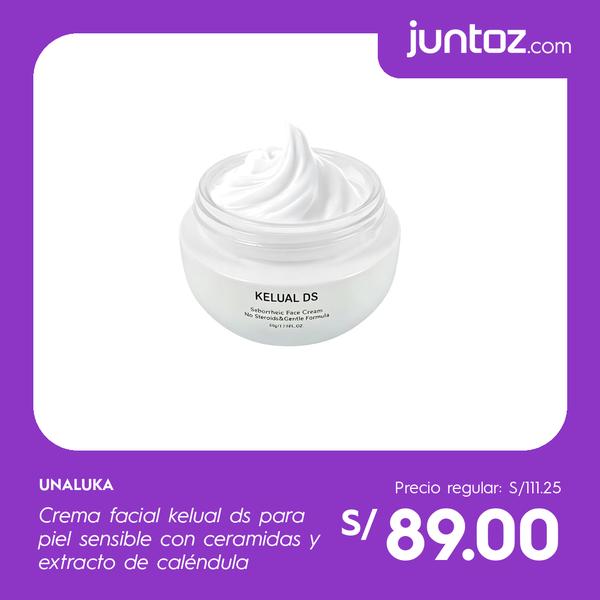 juntoz.com
KELUAL DS
Seborrheic Face Cream
No Steroids&Gentle Formula
UNALUKA
Crema facial kelual ds para
piel sensible con ceramidas y
extracto de caléndula
Precio regular: S/111.25
S/ 89.00